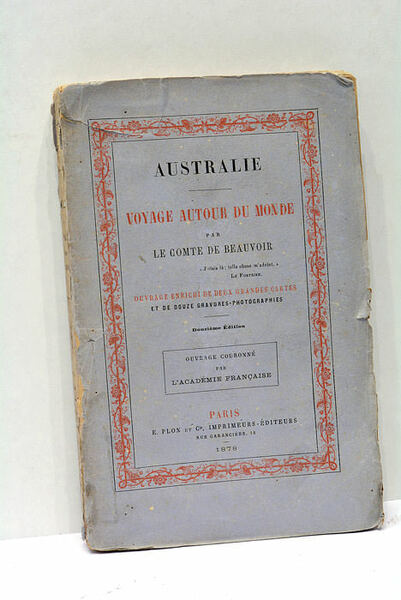 AUSTRALIE
VOYAGE AUTOUR DU MONDE
PAR
LE COMTE DE BEAUVOIR
« J'étais là; telle chose m'advint. »
LA FONTAINE.
OUVRAGE ENRICHI DE DEUX GRANDES CARTES
ET DE DOUZE GRAVURES-PHOTOGRAPHIES
Douzième Édition
OUVRAGE COURONNÉ
PAR
L'ACADÉMIE FRANÇAISE
PARIS
E. PLON ET Cie, IMPRIMEURS-ÉDITEURS
RUE GARANCIÈRE, 10
1878